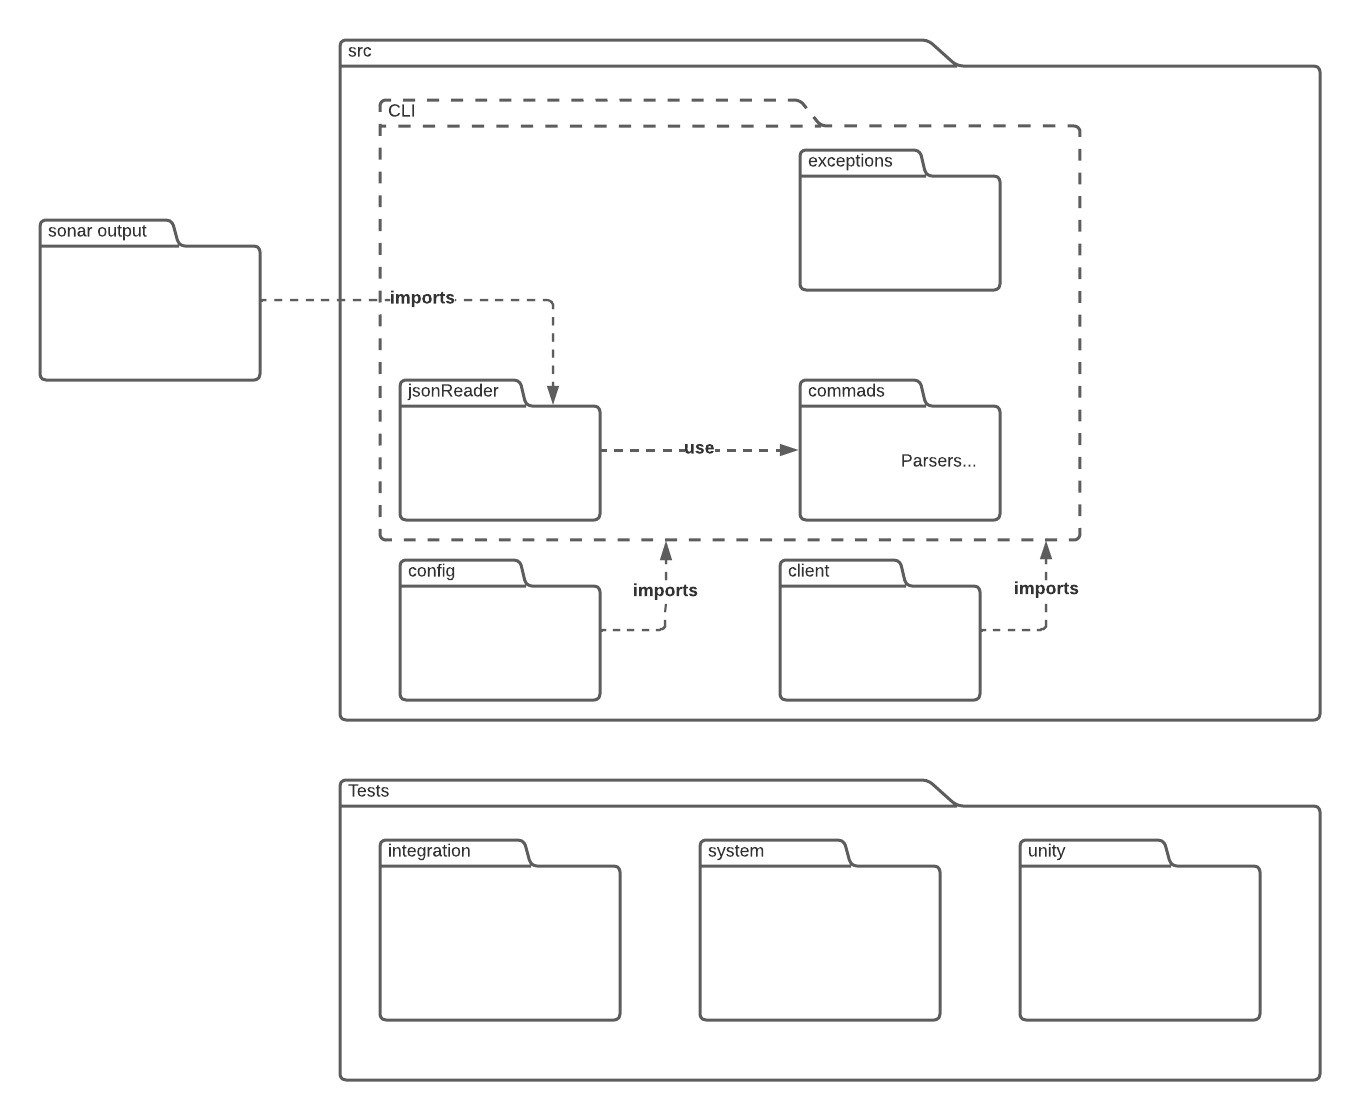 src
CLI
exceptions
sonar output
imports
jsonReader
commads
use
Parsers...
config
client
imports
imports
Tests
integration
system
unity